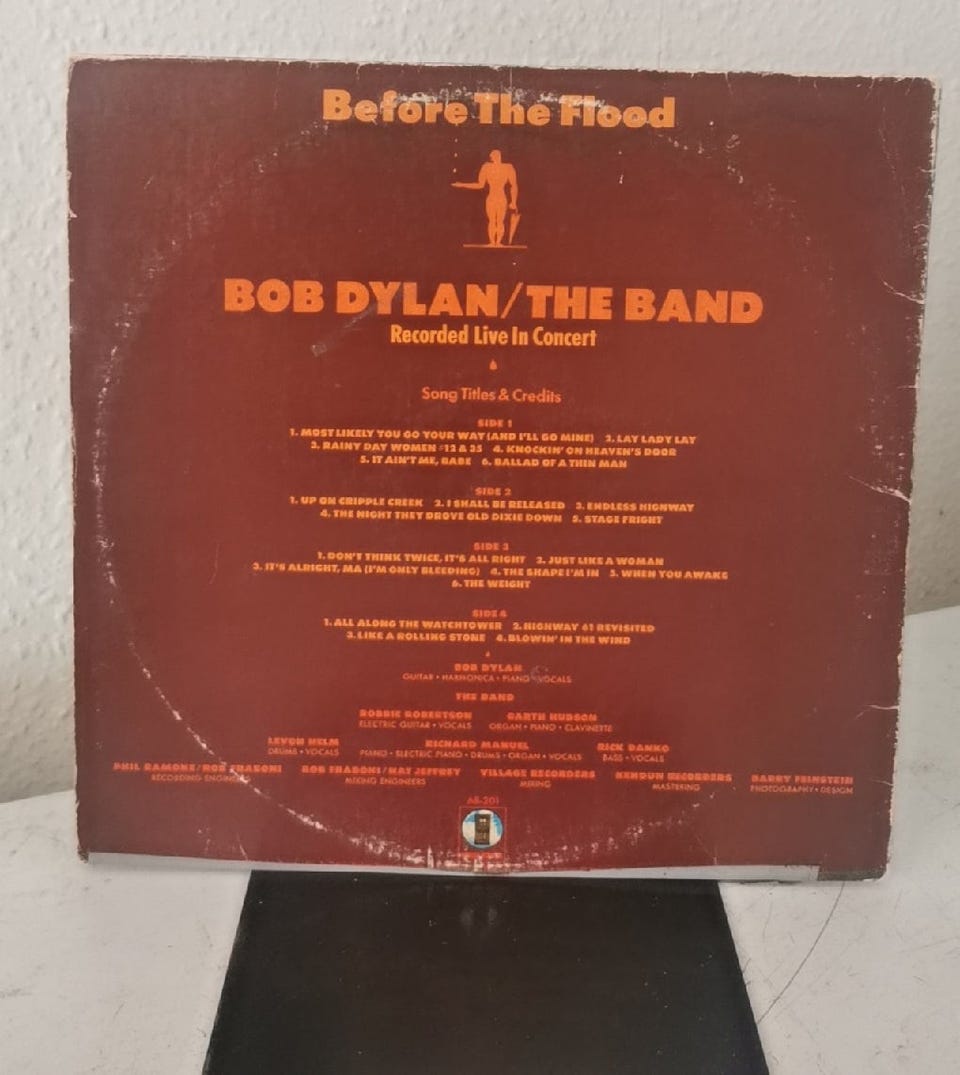 Before The Flood
BOB DYLAN/THE BAND
Recorded Live In Concert
Song Titles & Credits
SIDE 1
1. MOST LIKELY YOU GO YOUR WAY (AND I'LL GO MINE) 2. LAY LADY LAY
3. RAINY DAY WOMEN #12 & 35 4. KNOCKIN' ON HEAVEN'S DOOR
5. IT AIN'T ME, BABE 6. BALLAD OF A THIN MAN
SIDE 2
1. UP ON CRIPPLE CREEK 2. I SHALL BE RELEASED 3. ENDLESS HIGHWAY
4. THE NIGHT THEY DROVE OLD DIXIE DOWN 5. STAGE FRIGHT
SIDE 3
1. DON'T THINK TWICE, IT'S ALL RIGHT 2. JUST LIKE A WOMAN
3. IT'S ALRIGHT, MA (I'M ONLY BLEEDING) 4. THE SHAPE I'M IN 5. WHEN YOU AWAKE
6. THE WEIGHT
SIDE 4
1. ALL ALONG THE WATCHTOWER 2. HIGHWAY 61 REVISITED
3. LIKE A ROLLING STONE 4. BLOWIN' IN THE WIND
BOB DYLAN
GUITAR • HARMONICA • PIANO • VOCALS
THE BAND
ROBBIE ROBERTSON GARTH HUDSON
ELECTRIC GUITAR • VOCALS ORGAN • PIANO • CLAVINETTE
LEVON HELM RICHARD MANUEL RICK DANKO
DRUMS • VOCALS PIANO • ELECTRIC PIANO • DRUMS • ORGAN • VOCALS BASS • VOCALS
PHIL RAMONE/ROB FRABONI ROB FRABONI/NAT JEFFREY VILLAGE RECORDERS KENDUN RECORDERS BARRY FEINSTEIN
RECORDING ENGINEERS MIXING ENGINEERS MIXING MASTERING PHOTOGRAPHY • DESIGN
AB-201